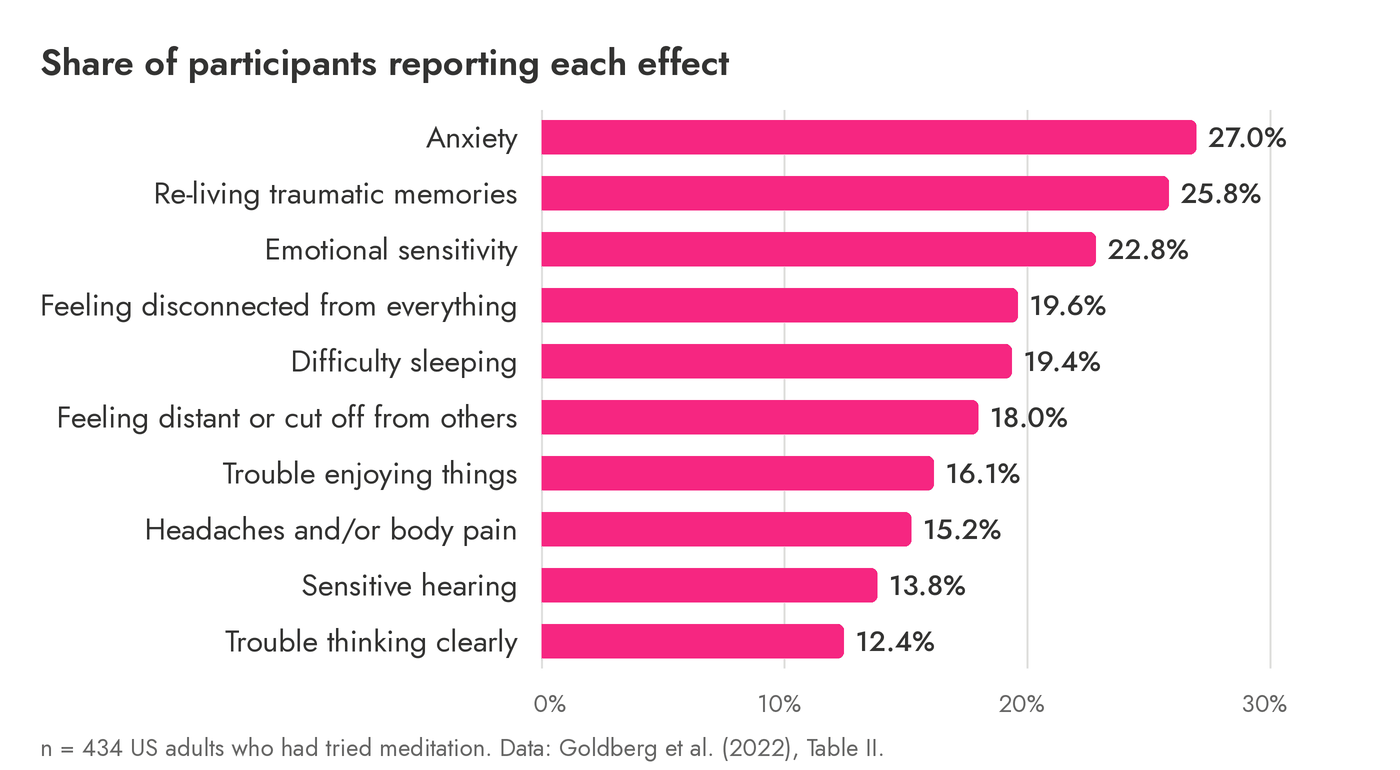 Share of participants reporting each effect
Anxiety 27.0%
Re-living traumatic memories 25.8%
Emotional sensitivity 22.8%
Feeling disconnected from everything 19.6%
Difficulty sleeping 19.4%
Feeling distant or cut off from others 18.0%
Trouble enjoying things 16.1%
Headaches and/or body pain 15.2%
Sensitive hearing 13.8%
Trouble thinking clearly 12.4%
0% 10% 20% 30%
n = 434 US adults who had tried meditation. Data: Goldberg et al. (2022), Table II.